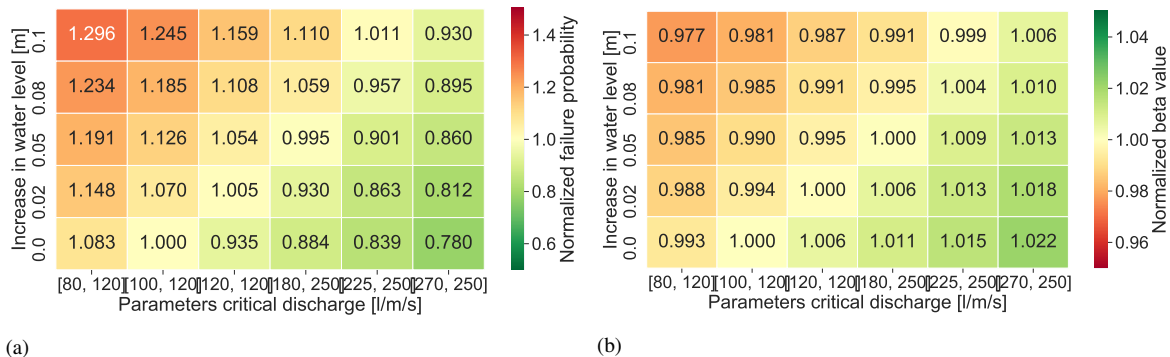 Increase in water level [m]
0.1 1.296 1.245 1.159 1.110 1.011 0.930
0.08 1.234 1.185 1.108 1.059 0.957 0.895
0.05 1.191 1.126 1.054 0.995 0.901 0.860
0.02 1.148 1.070 1.005 0.930 0.863 0.812
0.0 1.083 1.000 0.935 0.884 0.839 0.780
[80, 120] [100, 120] [120, 120] [180, 250] [225, 250] [270, 250]
Parameters critical discharge [l/m/s]
1.4
1.2
1.0
0.8
0.6
Normalized failure probability
(a)
Increase in water level [m]
0.1 0.977 0.981 0.987 0.991 0.999 1.006
0.08 0.981 0.985 0.991 0.995 1.004 1.010
0.05 0.985 0.990 0.995 1.000 1.009 1.013
0.02 0.988 0.994 1.000 1.006 1.013 1.018
0.0 0.993 1.000 1.006 1.011 1.015 1.022
[80, 120] [100, 120] [120, 120] [180, 250] [225, 250] [270, 250]
Parameters critical discharge [l/m/s]
1.04
1.02
1.00
0.98
0.96
Normalized beta value
(b)